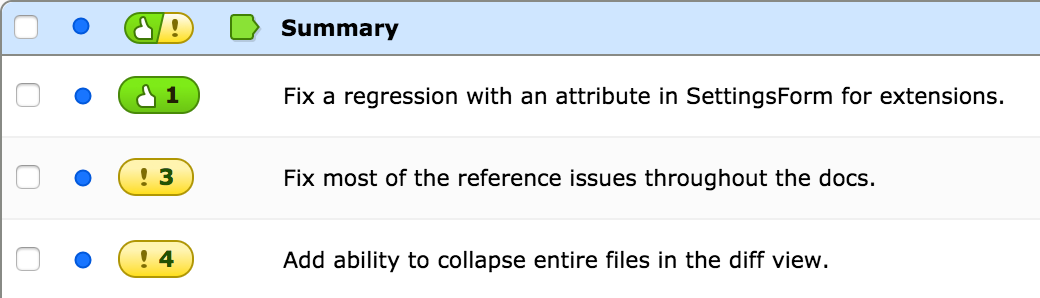 ! Summary
1 Fix a regression with an attribute in SettingsForm for extensions.
! 3 Fix most of the reference issues throughout the docs.
! 4 Add ability to collapse entire files in the diff view.